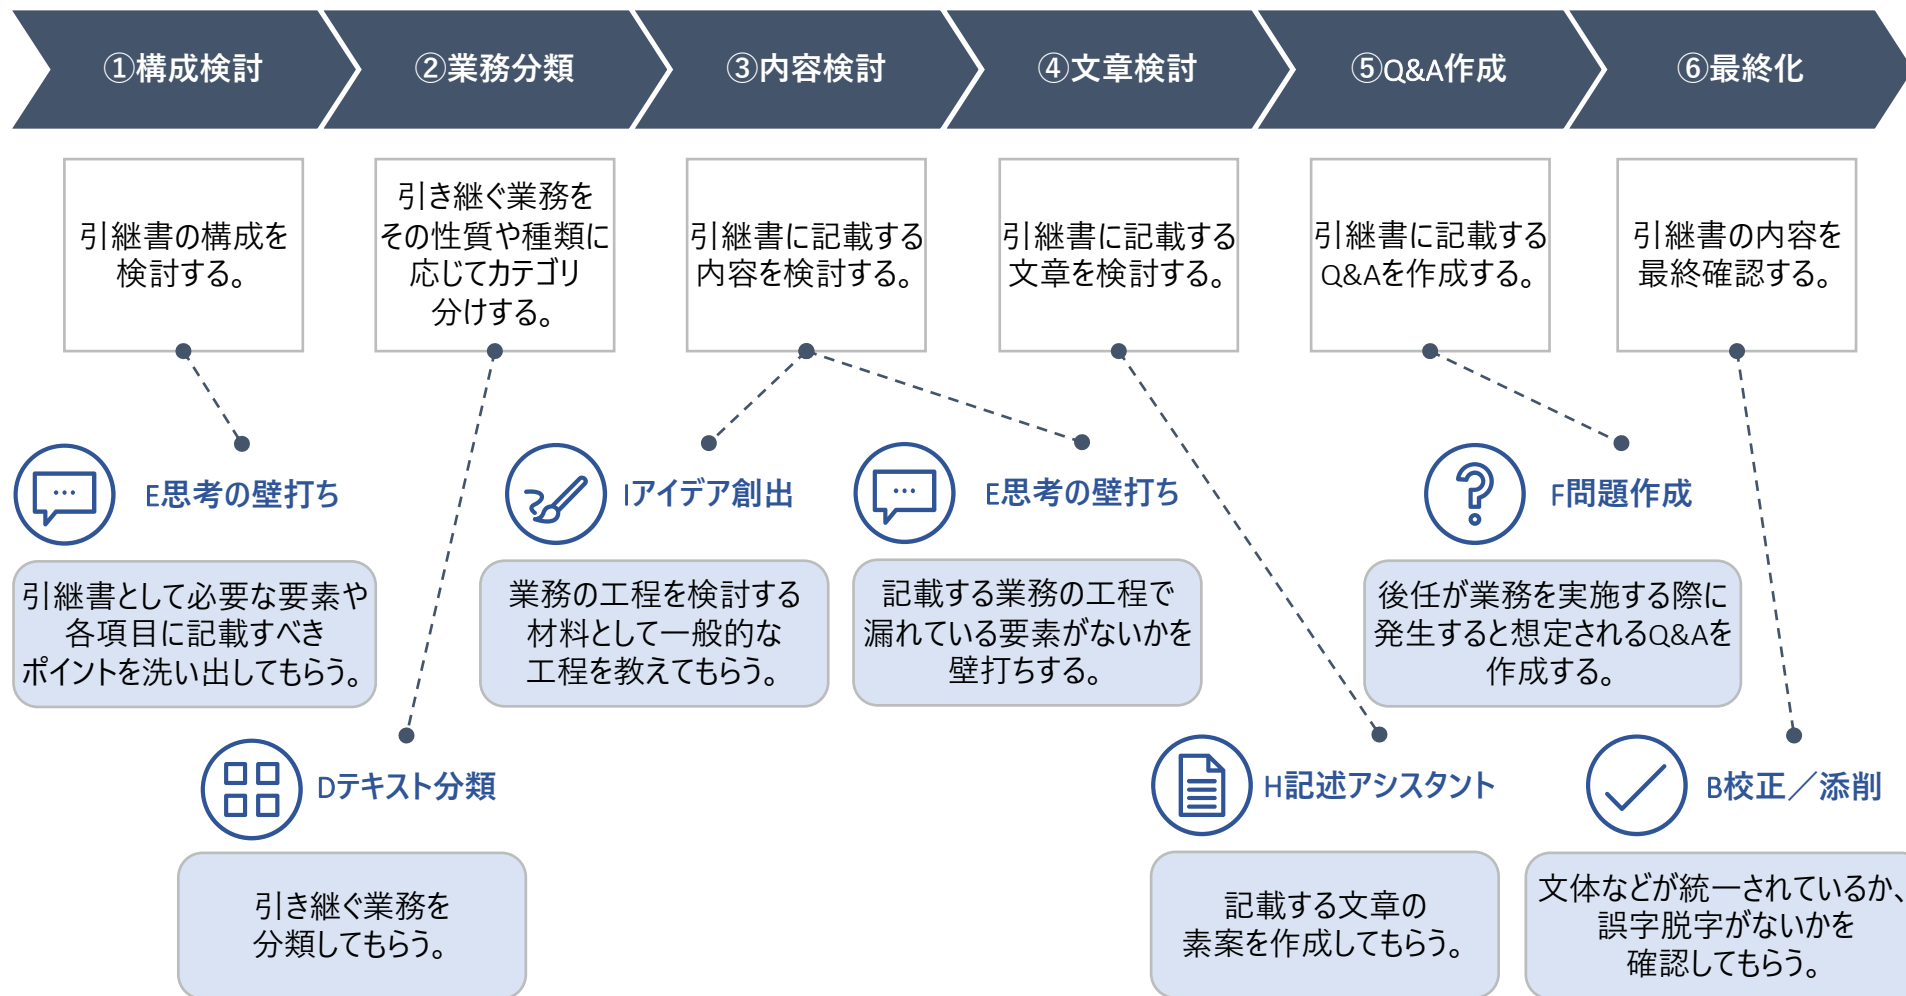 ①構成検討
②業務分類
③内容検討
④文章検討
⑤Q&A作成
⑥最終化
引継書の構成を
検討する。
引き継ぐ業務を
その性質や種類に
応じてカテゴリ
分けする。
引継書に記載する
内容を検討する。
引継書に記載する
文章を検討する。
引継書に記載する
Q&Aを作成する。
引継書の内容を
最終確認する。
E思考の壁打ち
引継書として必要な要素や
各項目に記載すべき
ポイントを洗い出してもらう。
Iアイデア創出
業務の工程を検討する
材料として一般的な
工程を教えてもらう。
E思考の壁打ち
記載する業務の工程で
漏れている要素がないかを
壁打ちする。
F問題作成
後任が業務を実施する際に
発生すると想定されるQ&Aを
作成する。
Dテキスト分類
引き継ぐ業務を
分類してもらう。
H記述アシスタント
記載する文章の
素案を作成してもらう。
B校正／添削
文体などが統一されているか、
誤字脱字がないかを
確認してもらう。